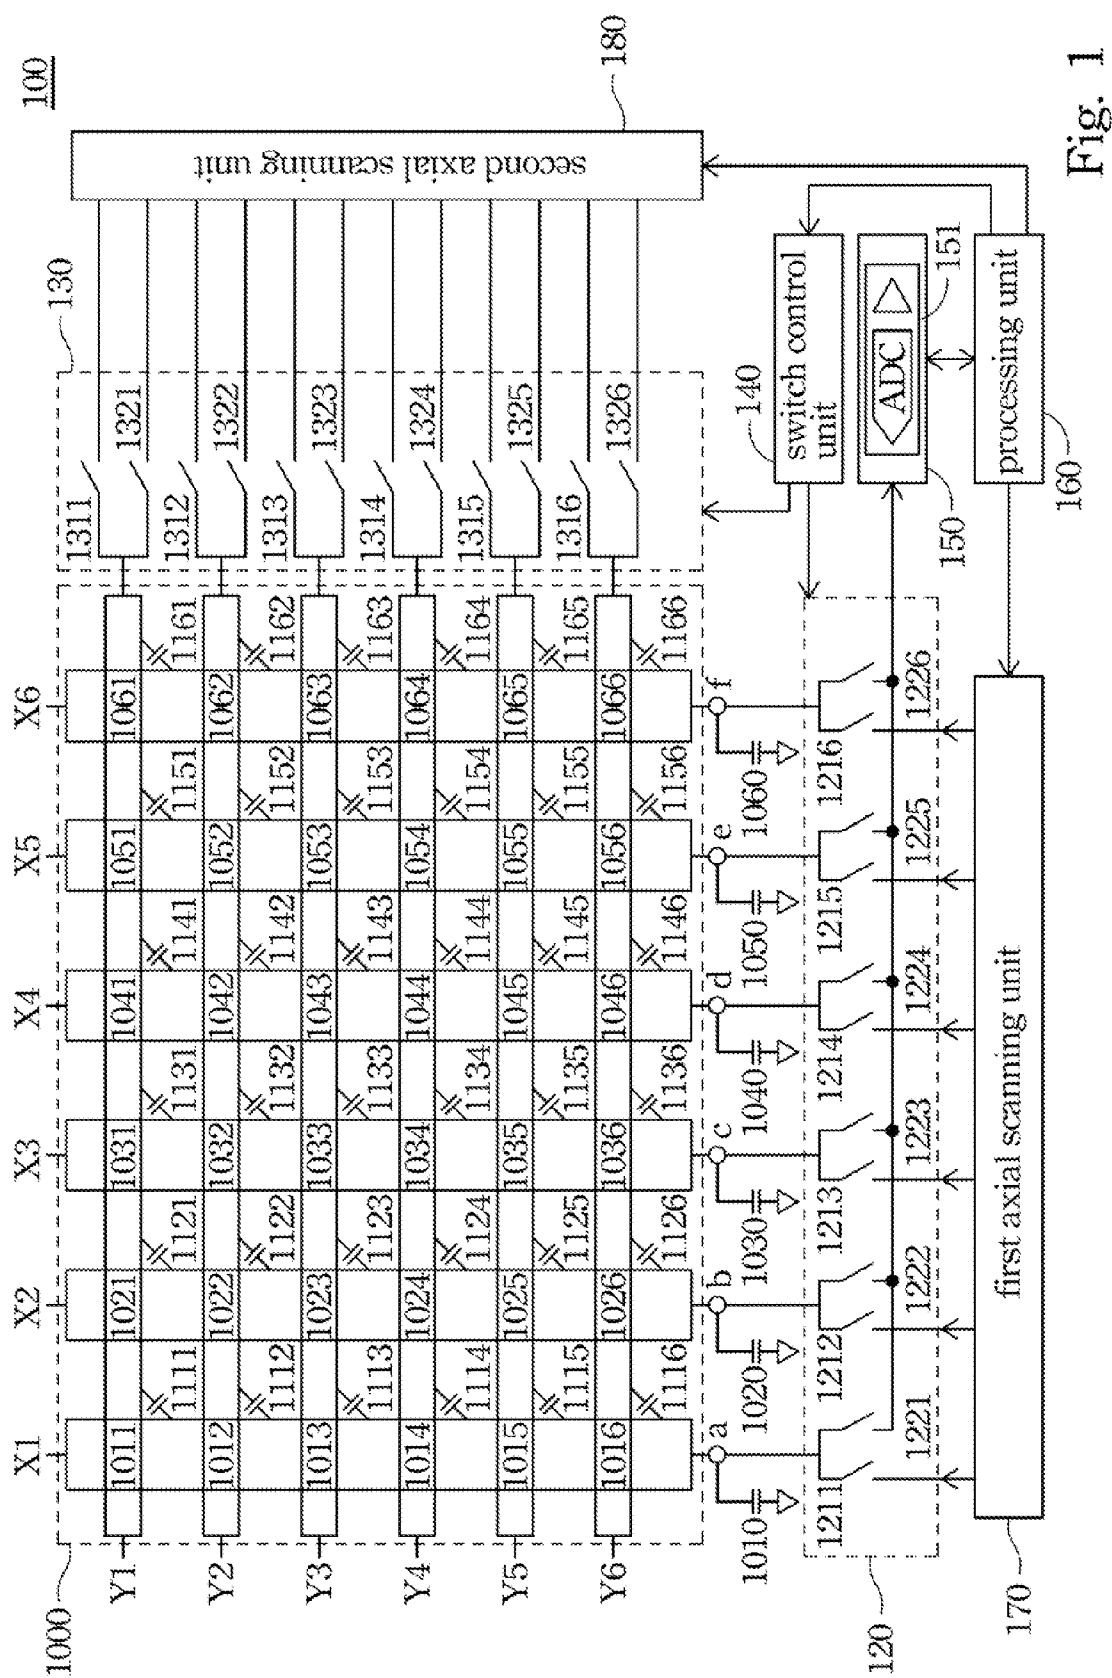 100
X1 X2 X3 X4 X5 X6
1000
130
180
second axial scanning unit
Y1 1011 1021 1031 1041 1051 1061
1111 1121 1131 1141 1151 1161
1311 1321
Y2 1012 1022 1032 1042 1052 1062
1112 1122 1132 1142 1152 1162
1312 1322
Y3 1013 1023 1033 1043 1053 1063
1113 1123 1133 1143 1153 1163
1313 1323
Y4 1014 1024 1034 1044 1054 1064
1114 1124 1134 1144 1154 1164
1314 1324
Y5 1015 1025 1035 1045 1055 1065
1115 1125 1135 1145 1155 1165
1315 1325
Y6 1016 1026 1036 1046 1056 1066
1116 1126 1136 1146 1156 1166
1316 1326
a b c d e f
1010 1020 1030 1040 1050 1060
140
switch control
unit
1211 1212 1213 1214 1215 1216
1221 1222 1223 1224 1225 1226
120
ADC
150
151
first axial scanning unit
170
processing unit
160
Fig. 1